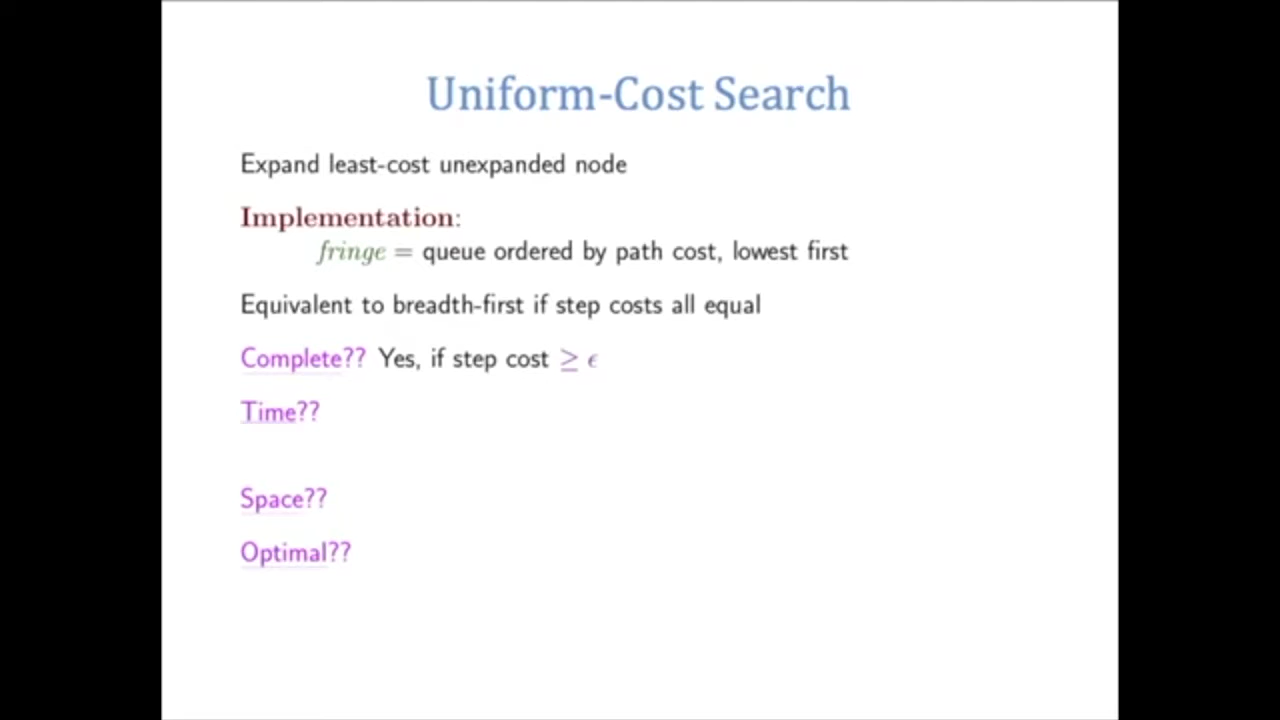 Uniform-Cost Search
Expand least-cost unexpanded node
Implementation:
fringe = queue ordered by path cost, lowest first
Equivalent to breadth-first if step costs all equal
Complete?? Yes, if step cost ≥ ϵ
Time??
Space??
Optimal??